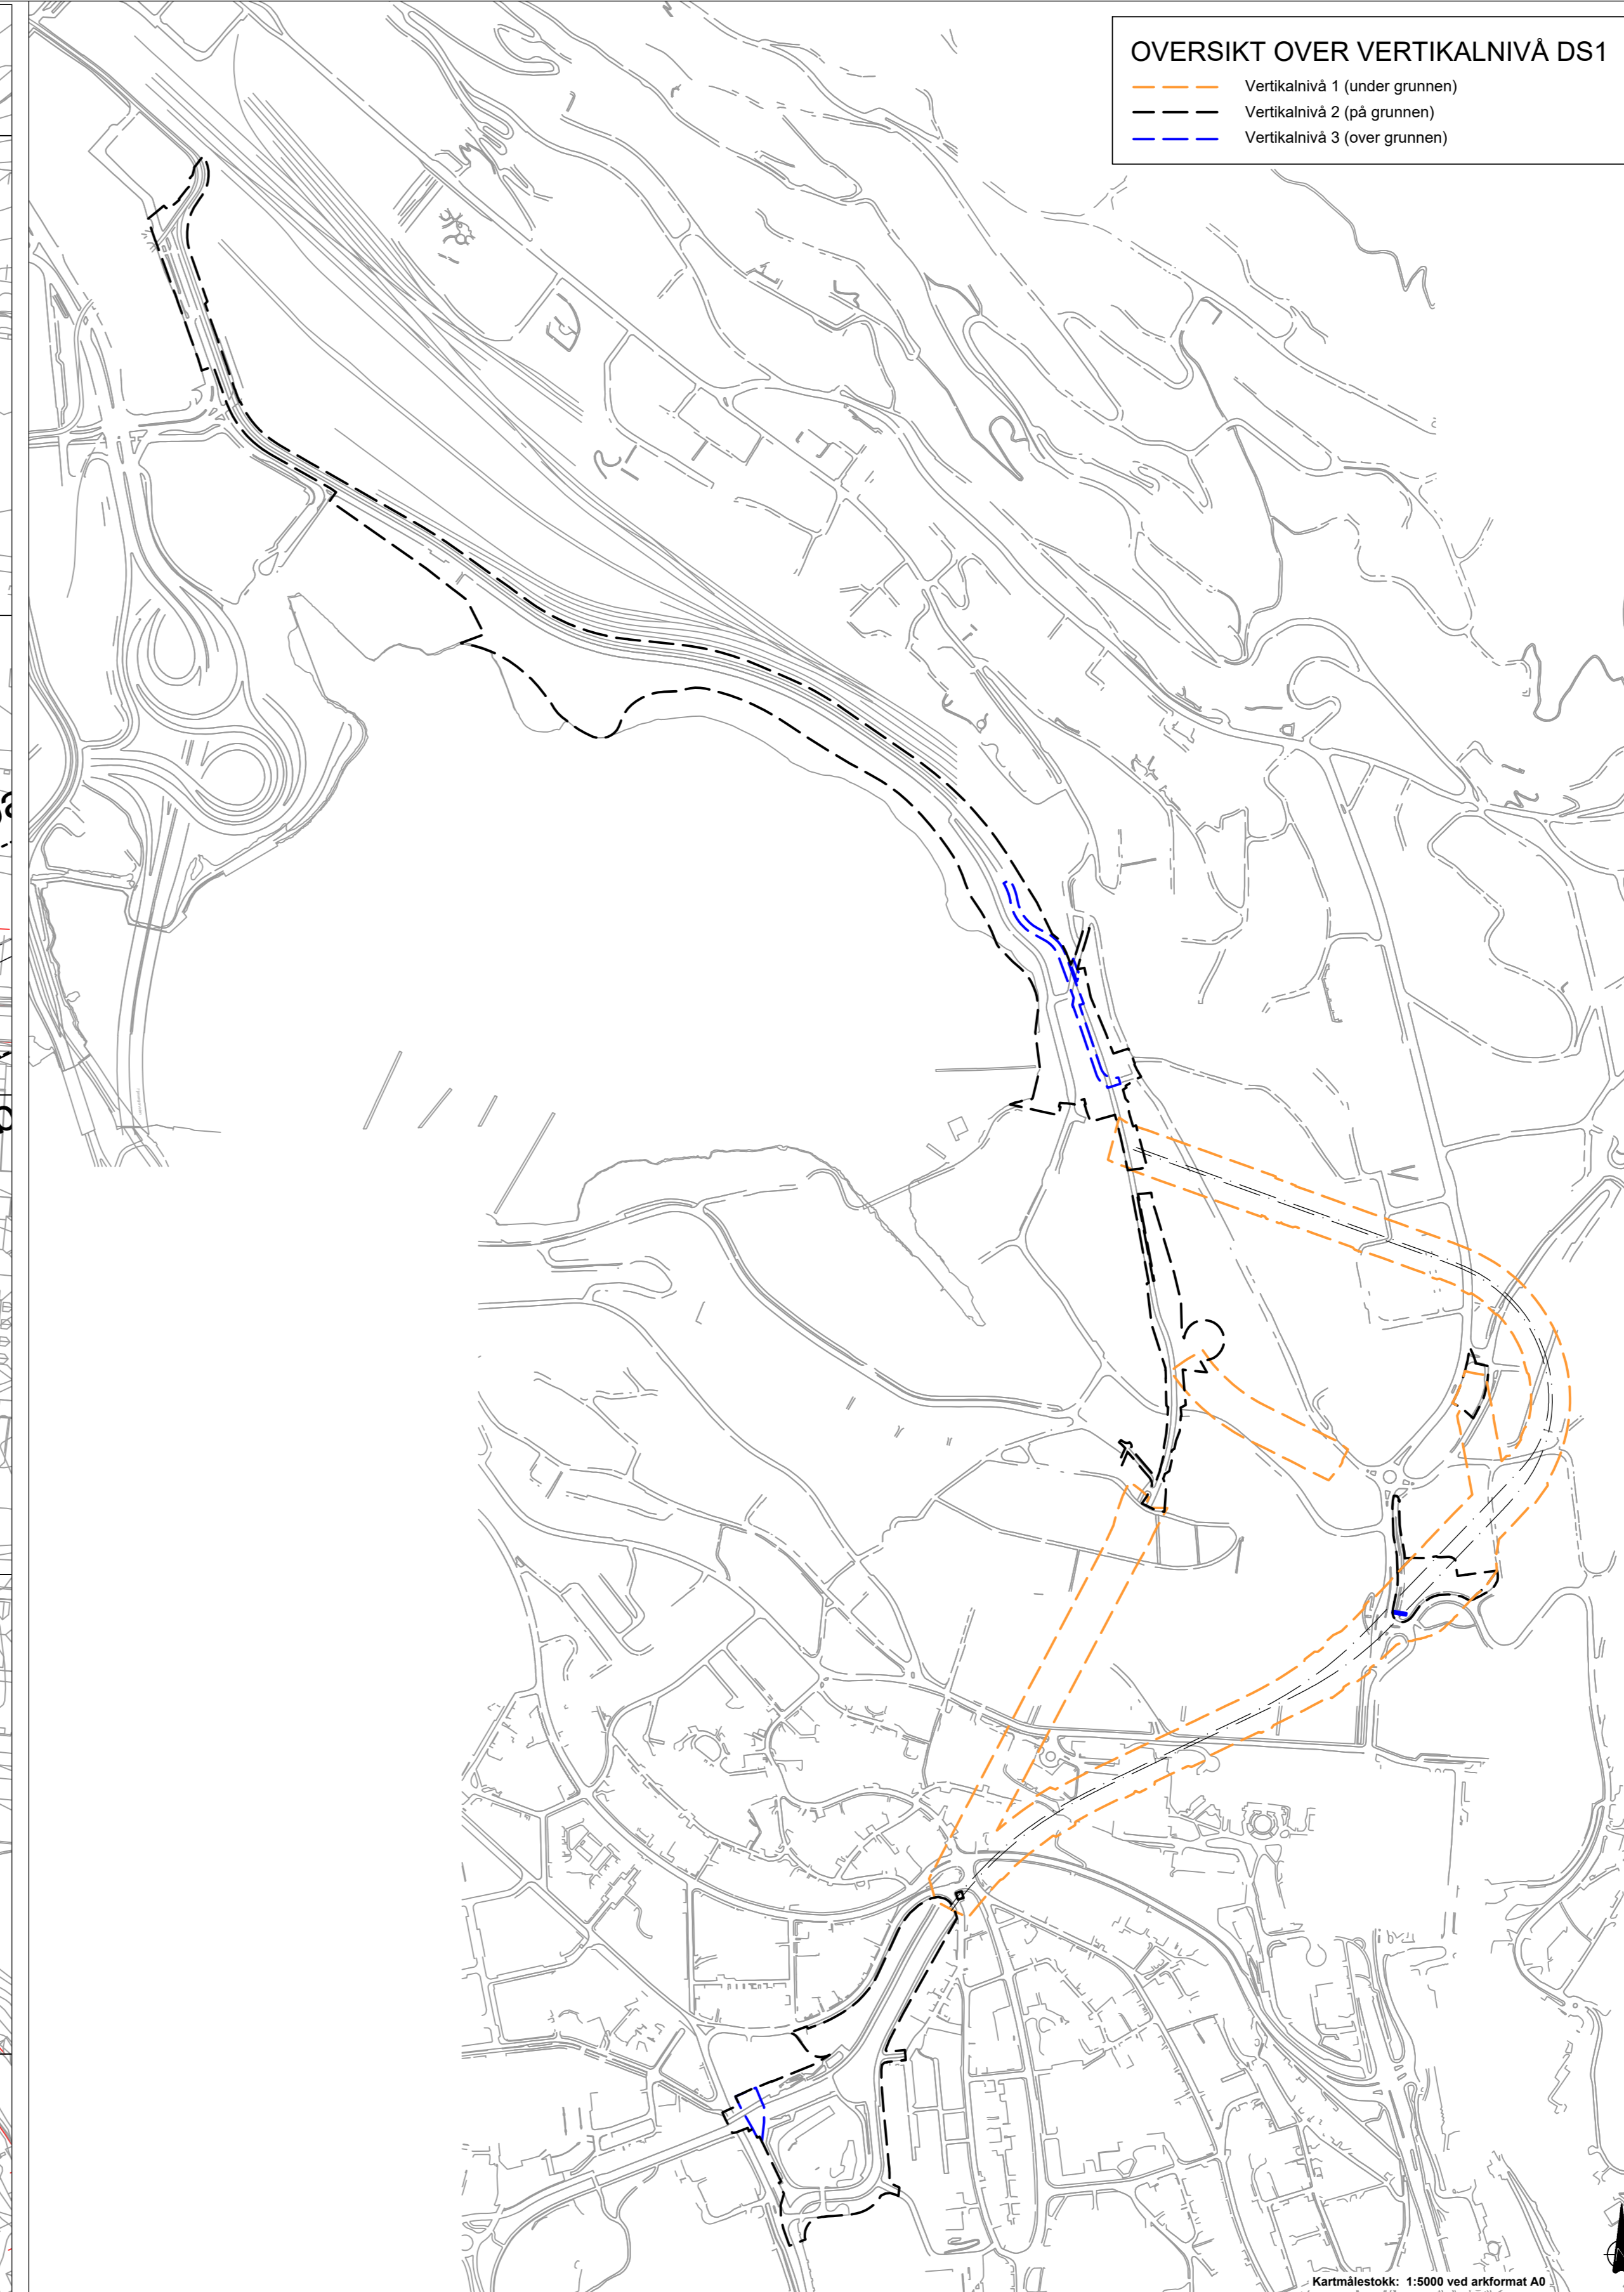 OVERSIKT OVER VERTIKALNIVÅ DS1
Vertikalnivå 1 (under grunnen)
Vertikalnivå 2 (på grunnen)
Vertikalnivå 3 (over grunnen)
Kartmålestokk: 1:5000 ved arkformat A0